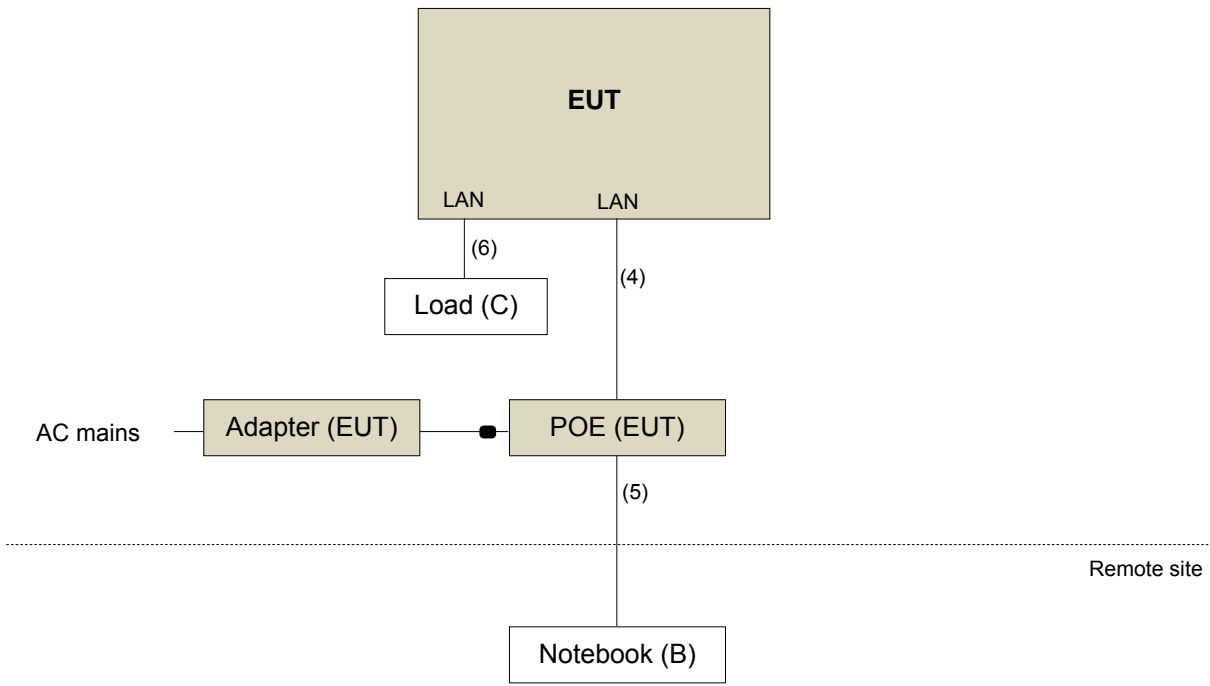 EUT
LAN LAN
(6)
(4)
Load (C)
AC mains Adapter (EUT) POE (EUT)
(5)
Remote site
Notebook (B)